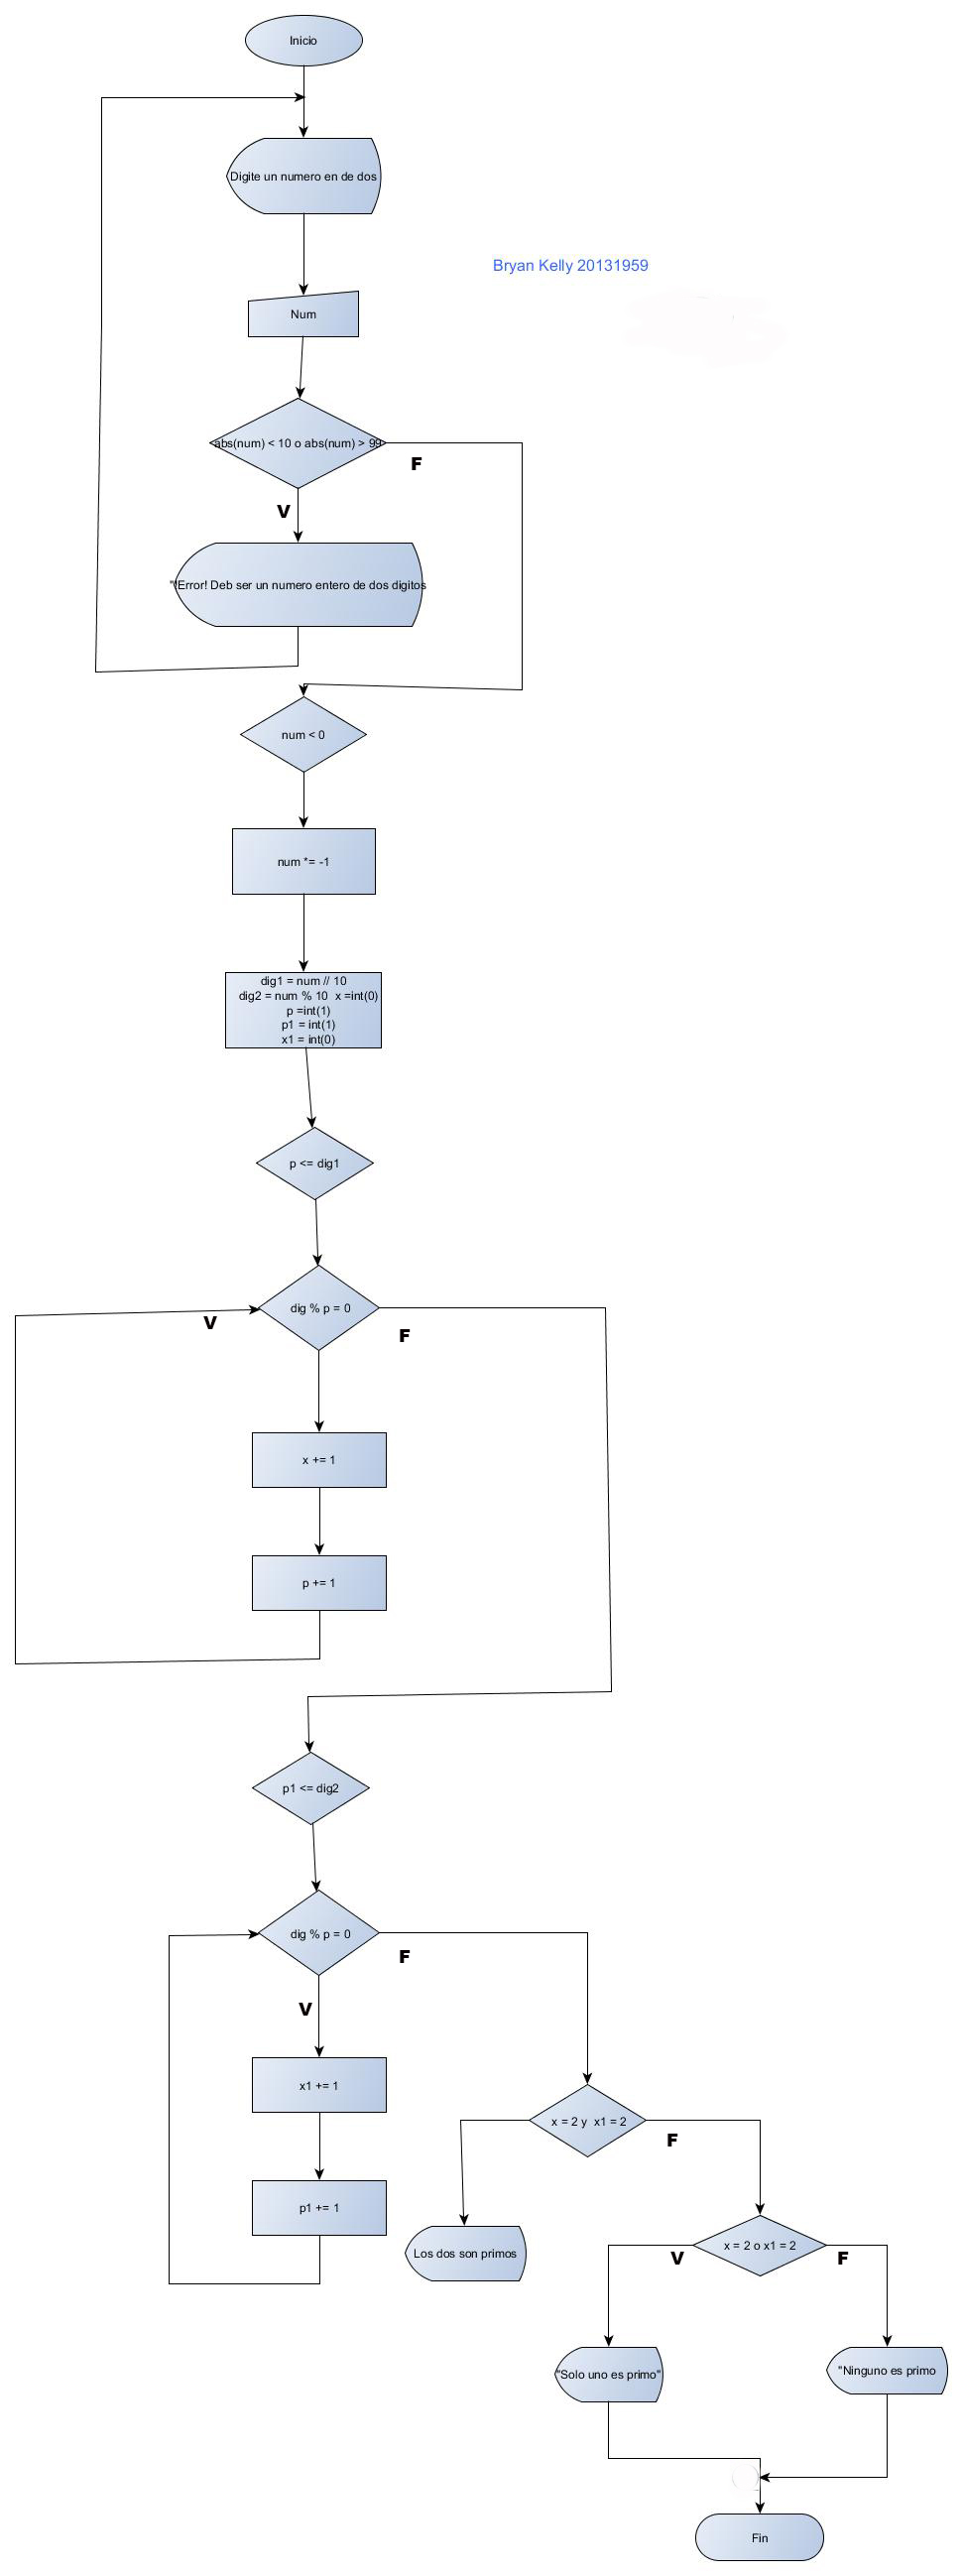 Inicio
Digite un numero en de dos
Bryan Kelly 20131959
Num
abs(num) < 10 o abs(num) > 99
F
V
"!Error! Deb ser un numero entero de dos digitos
num < 0
num *= -1
dig1 = num // 10
dig2 = num % 10 x =int(0)
p =int(1)
p1 = int(1)
x1 = int(0)
p <= dig1
dig % p = 0
V
F
x += 1
p += 1
p1 <= dig2
dig % p = 0
F
V
x1 += 1
x = 2 y x1 = 2
F
p1 += 1
Los dos son primos
x = 2 o x1 = 2
V
F
"Solo uno es primo"
"Ninguno es primo
Fin